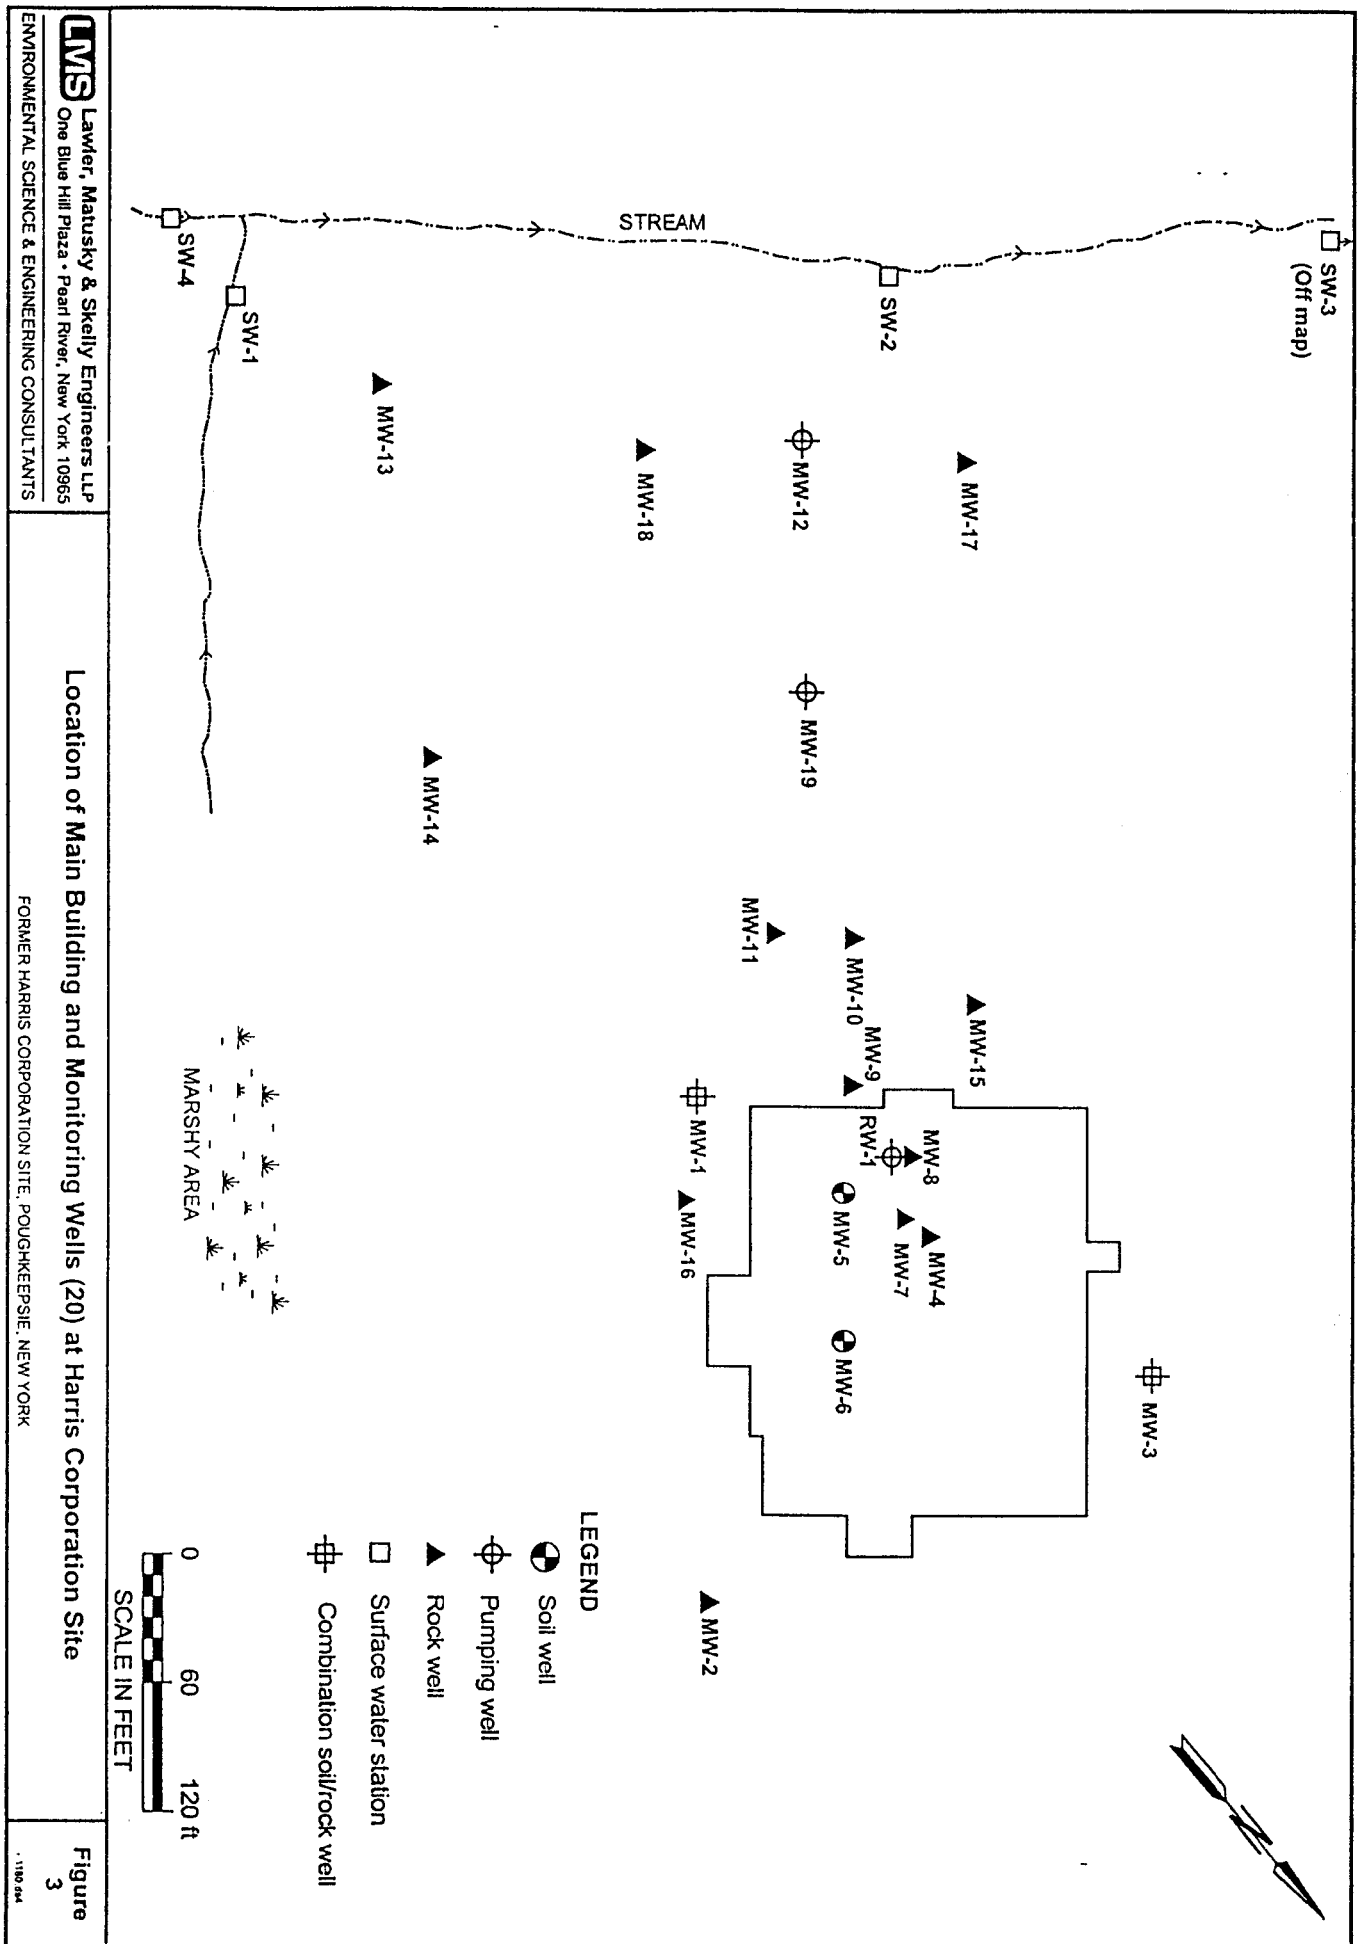 STREAM
SW-3
(Off map)
SW-2
SW-4
SW-1
MW-17
MW-12
MW-18
MW-13
MW-19
MW-14
MW-15
MW-10
MW-11
MW-9
MW-8
RW-1
MW-1
MW-16
MW-5
MW-4
MW-7
MW-6
MW-3
MW-2
MARSHY AREA
N
LEGEND
Soil well
Pumping well
Rock well
Surface water station
Combination soil/rock well
0 60 120 ft
SCALE IN FEET
LMS Lawler, Matusky & Skelly Engineers LLP
One Blue Hill Plaza • Pearl River, New York 10965
ENVIRONMENTAL SCIENCE & ENGINEERING CONSULTANTS
Location of Main Building and Monitoring Wells (20) at Harris Corporation Site
FORMER HARRIS CORPORATION SITE, POUGHKEEPSIE, NEW YORK
Figure
3